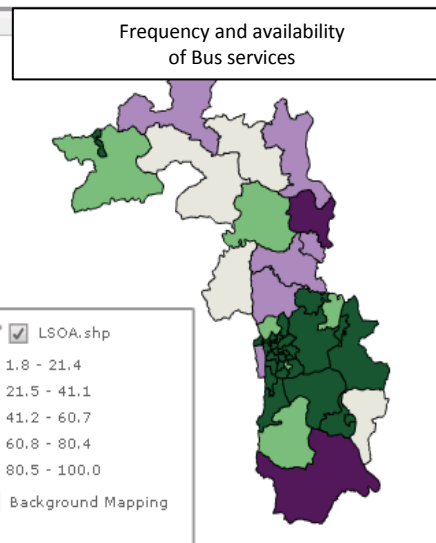 Frequency and availability
of Bus services
LSOA.shp
1.8 - 21.4
21.5 - 41.1
41.2 - 60.7
60.8 - 80.4
80.5 - 100.0
Background Mapping